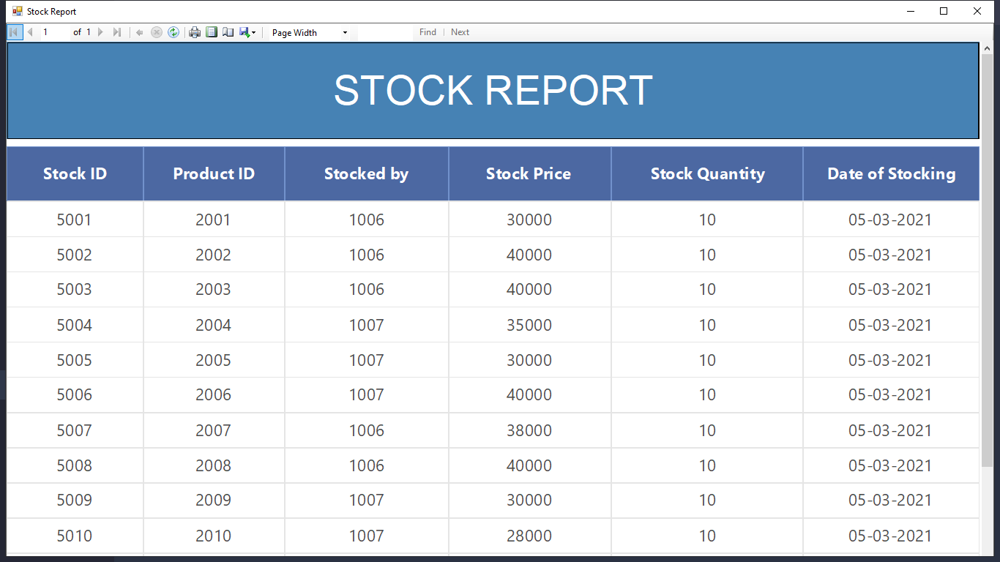 Stock Report
1 of 1 Page Width Find Next
STOCK REPORT
Stock ID Product ID Stocked by Stock Price Stock Quantity Date of Stocking
5001 2001 1006 30000 10 05-03-2021
5002 2002 1006 40000 10 05-03-2021
5003 2003 1006 40000 10 05-03-2021
5004 2004 1007 35000 10 05-03-2021
5005 2005 1007 30000 10 05-03-2021
5006 2006 1007 40000 10 05-03-2021
5007 2007 1006 38000 10 05-03-2021
5008 2008 1006 40000 10 05-03-2021
5009 2009 1007 30000 10 05-03-2021
5010 2010 1007 28000 10 05-03-2021